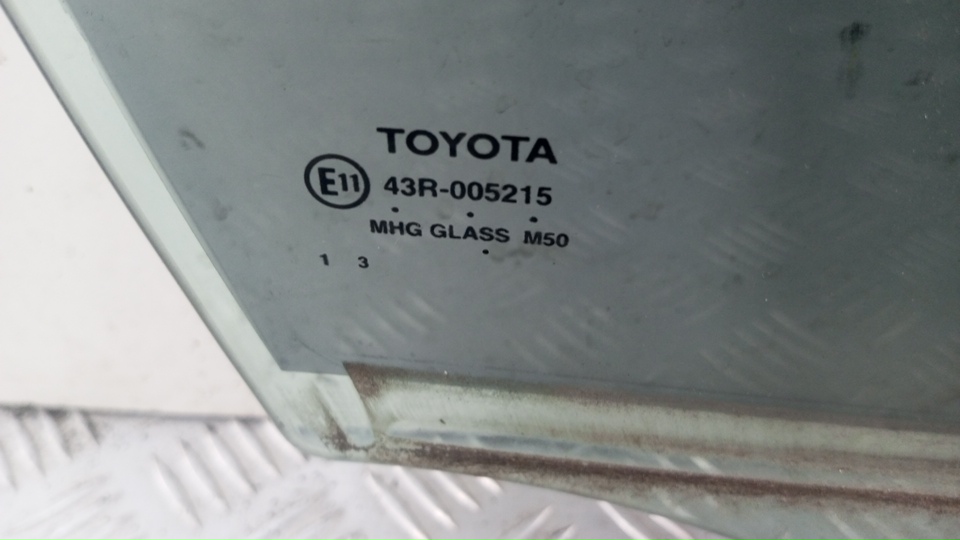 TOYOTA
E11 43R-005215
MHG GLASS M50
1 3